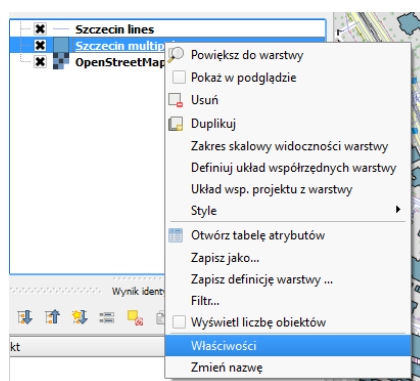 Szczecin lines
Szczecin
OpenStreetMap
Powiększ do warstwy
Pokaż w podglądzie
Usuń
Duplikuj
Zakres skalowy widoczności warstwy
Definiuj układ współrzędnych warstwy
Układ wsp. projektu z warstwy
Style
Otwórz tabelę atrybutów
Zapisz jako...
Zapisz definicję warstwy ...
Filtr...
Wynik
Wyświetl liczbę obiektów
kt
Właściwości
Zmień nazwę